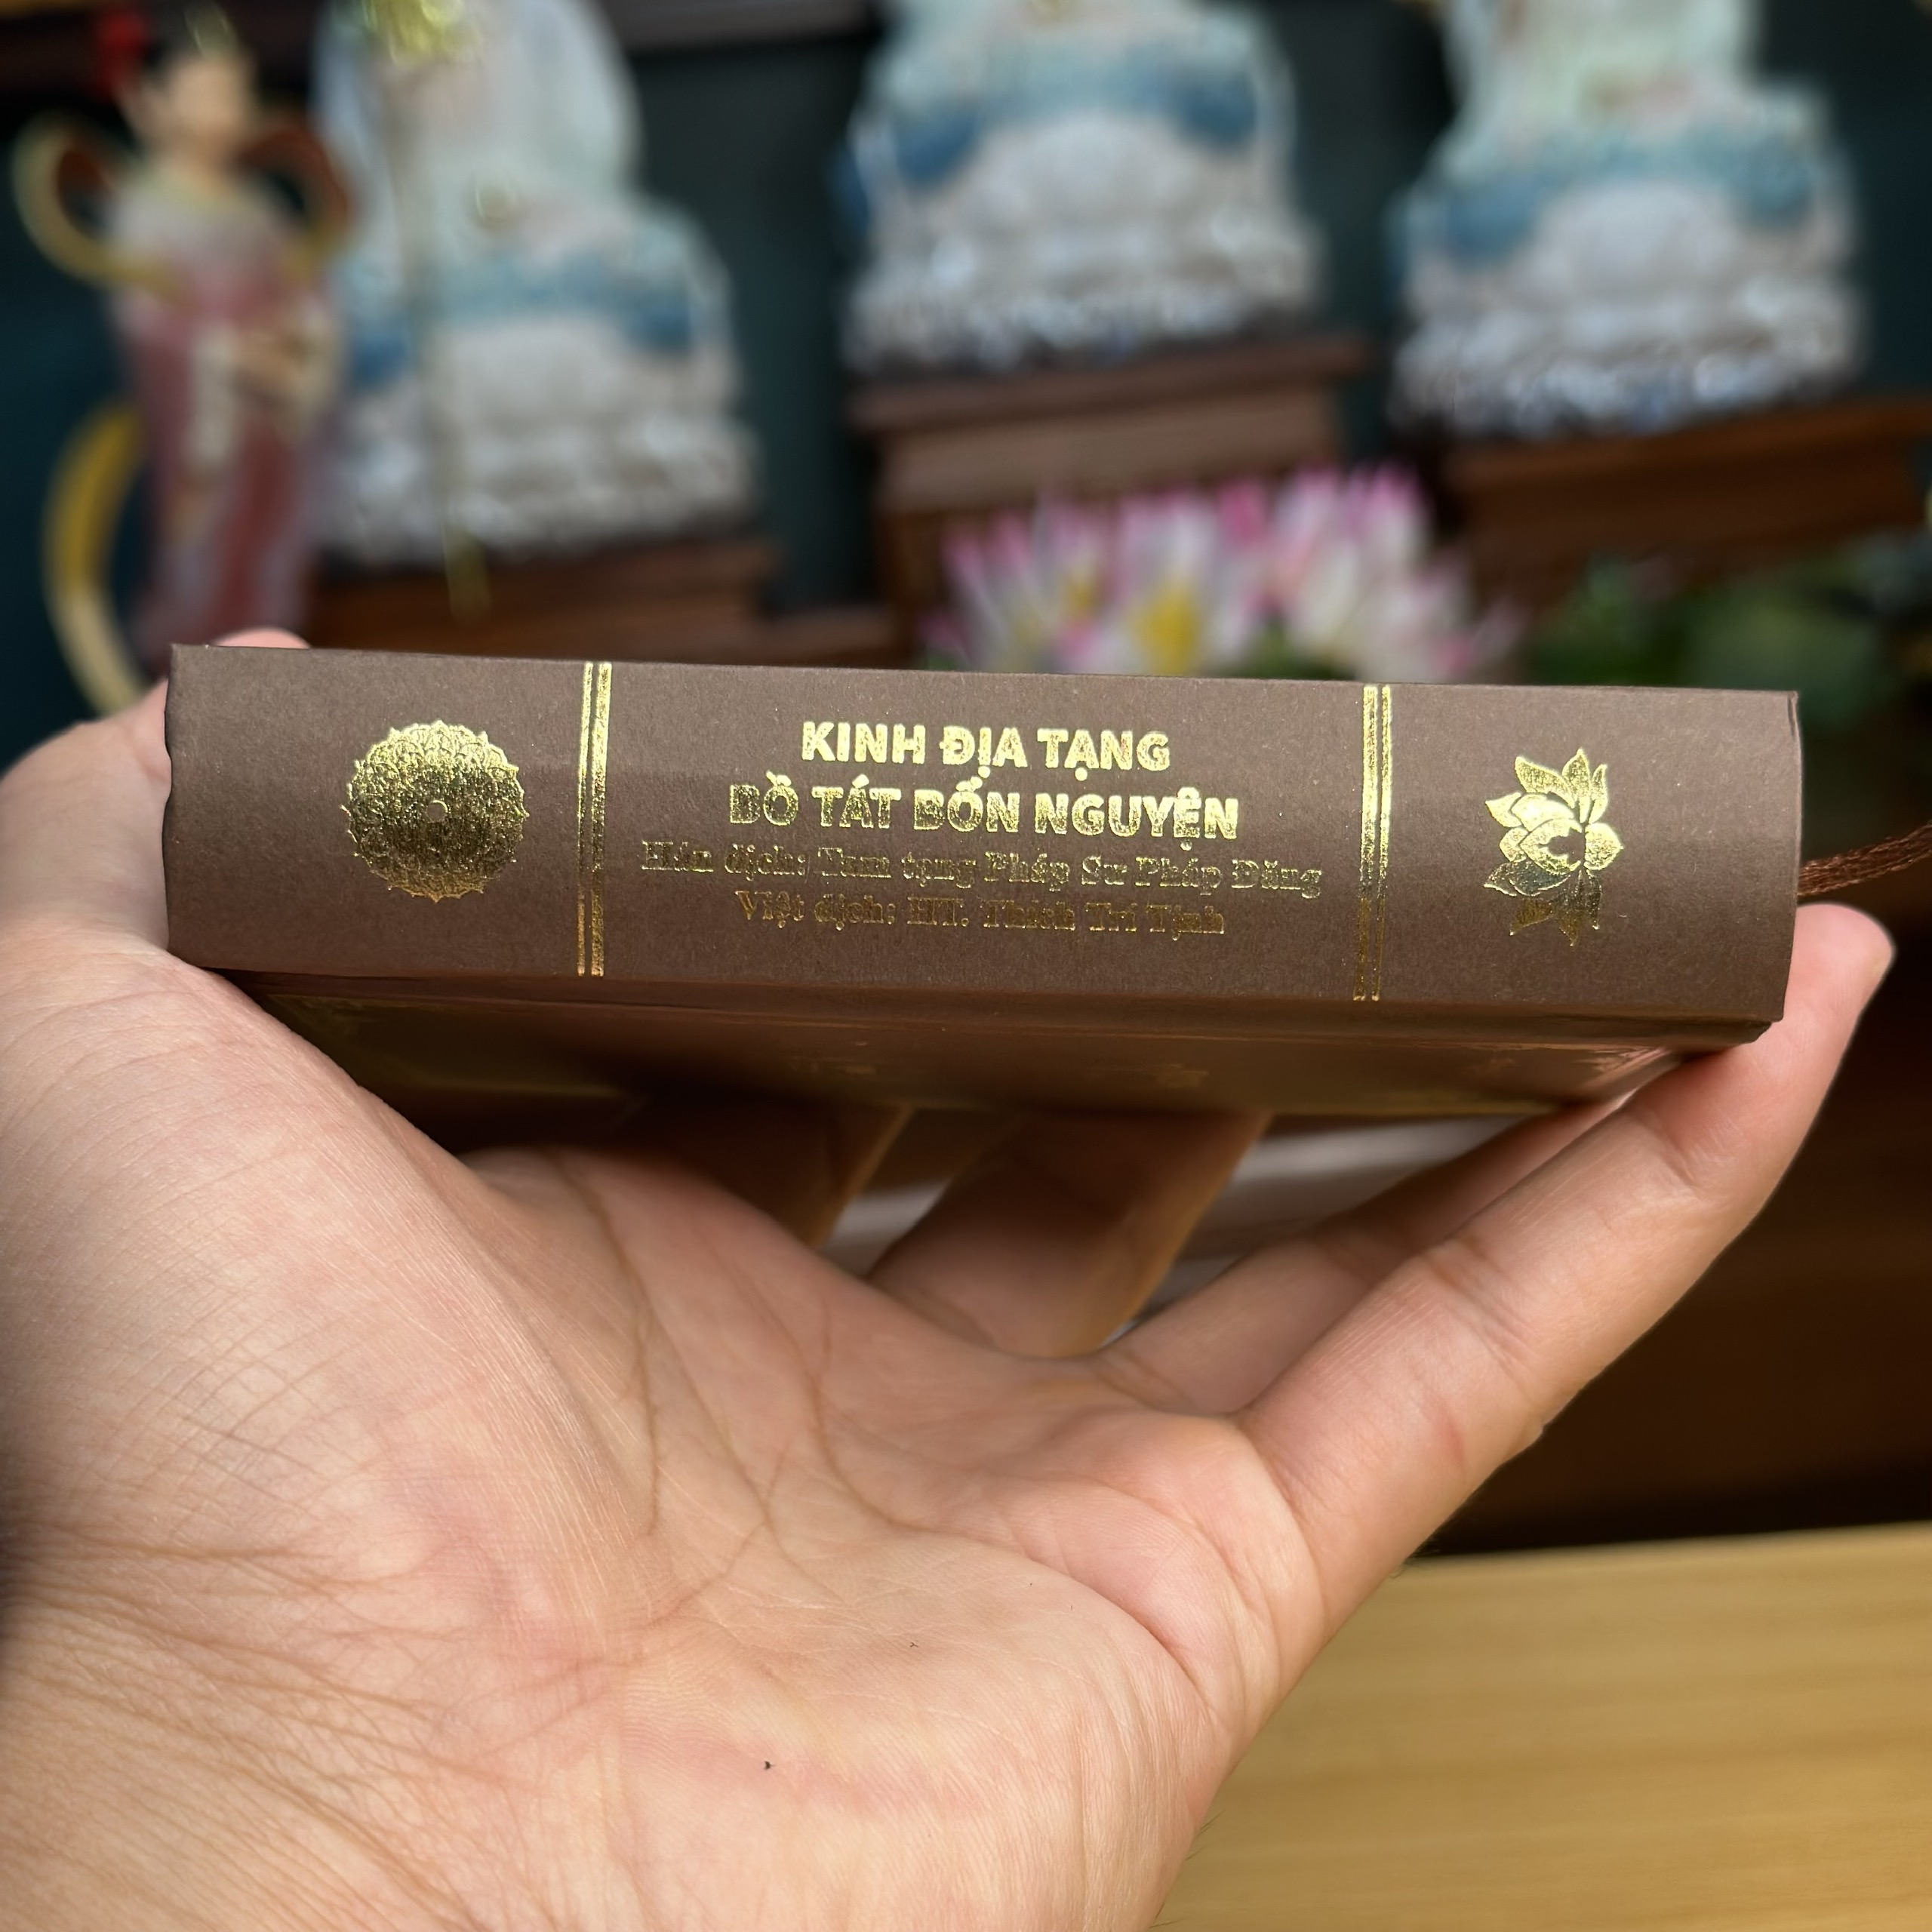 KINH ĐỊA TẠNG
BỒ TÁT BỔN NGUYỆN
Hán dịch: Tam tạng Pháp Sư Pháp Đăng
Việt dịch: HT. Thích Trí Tịnh